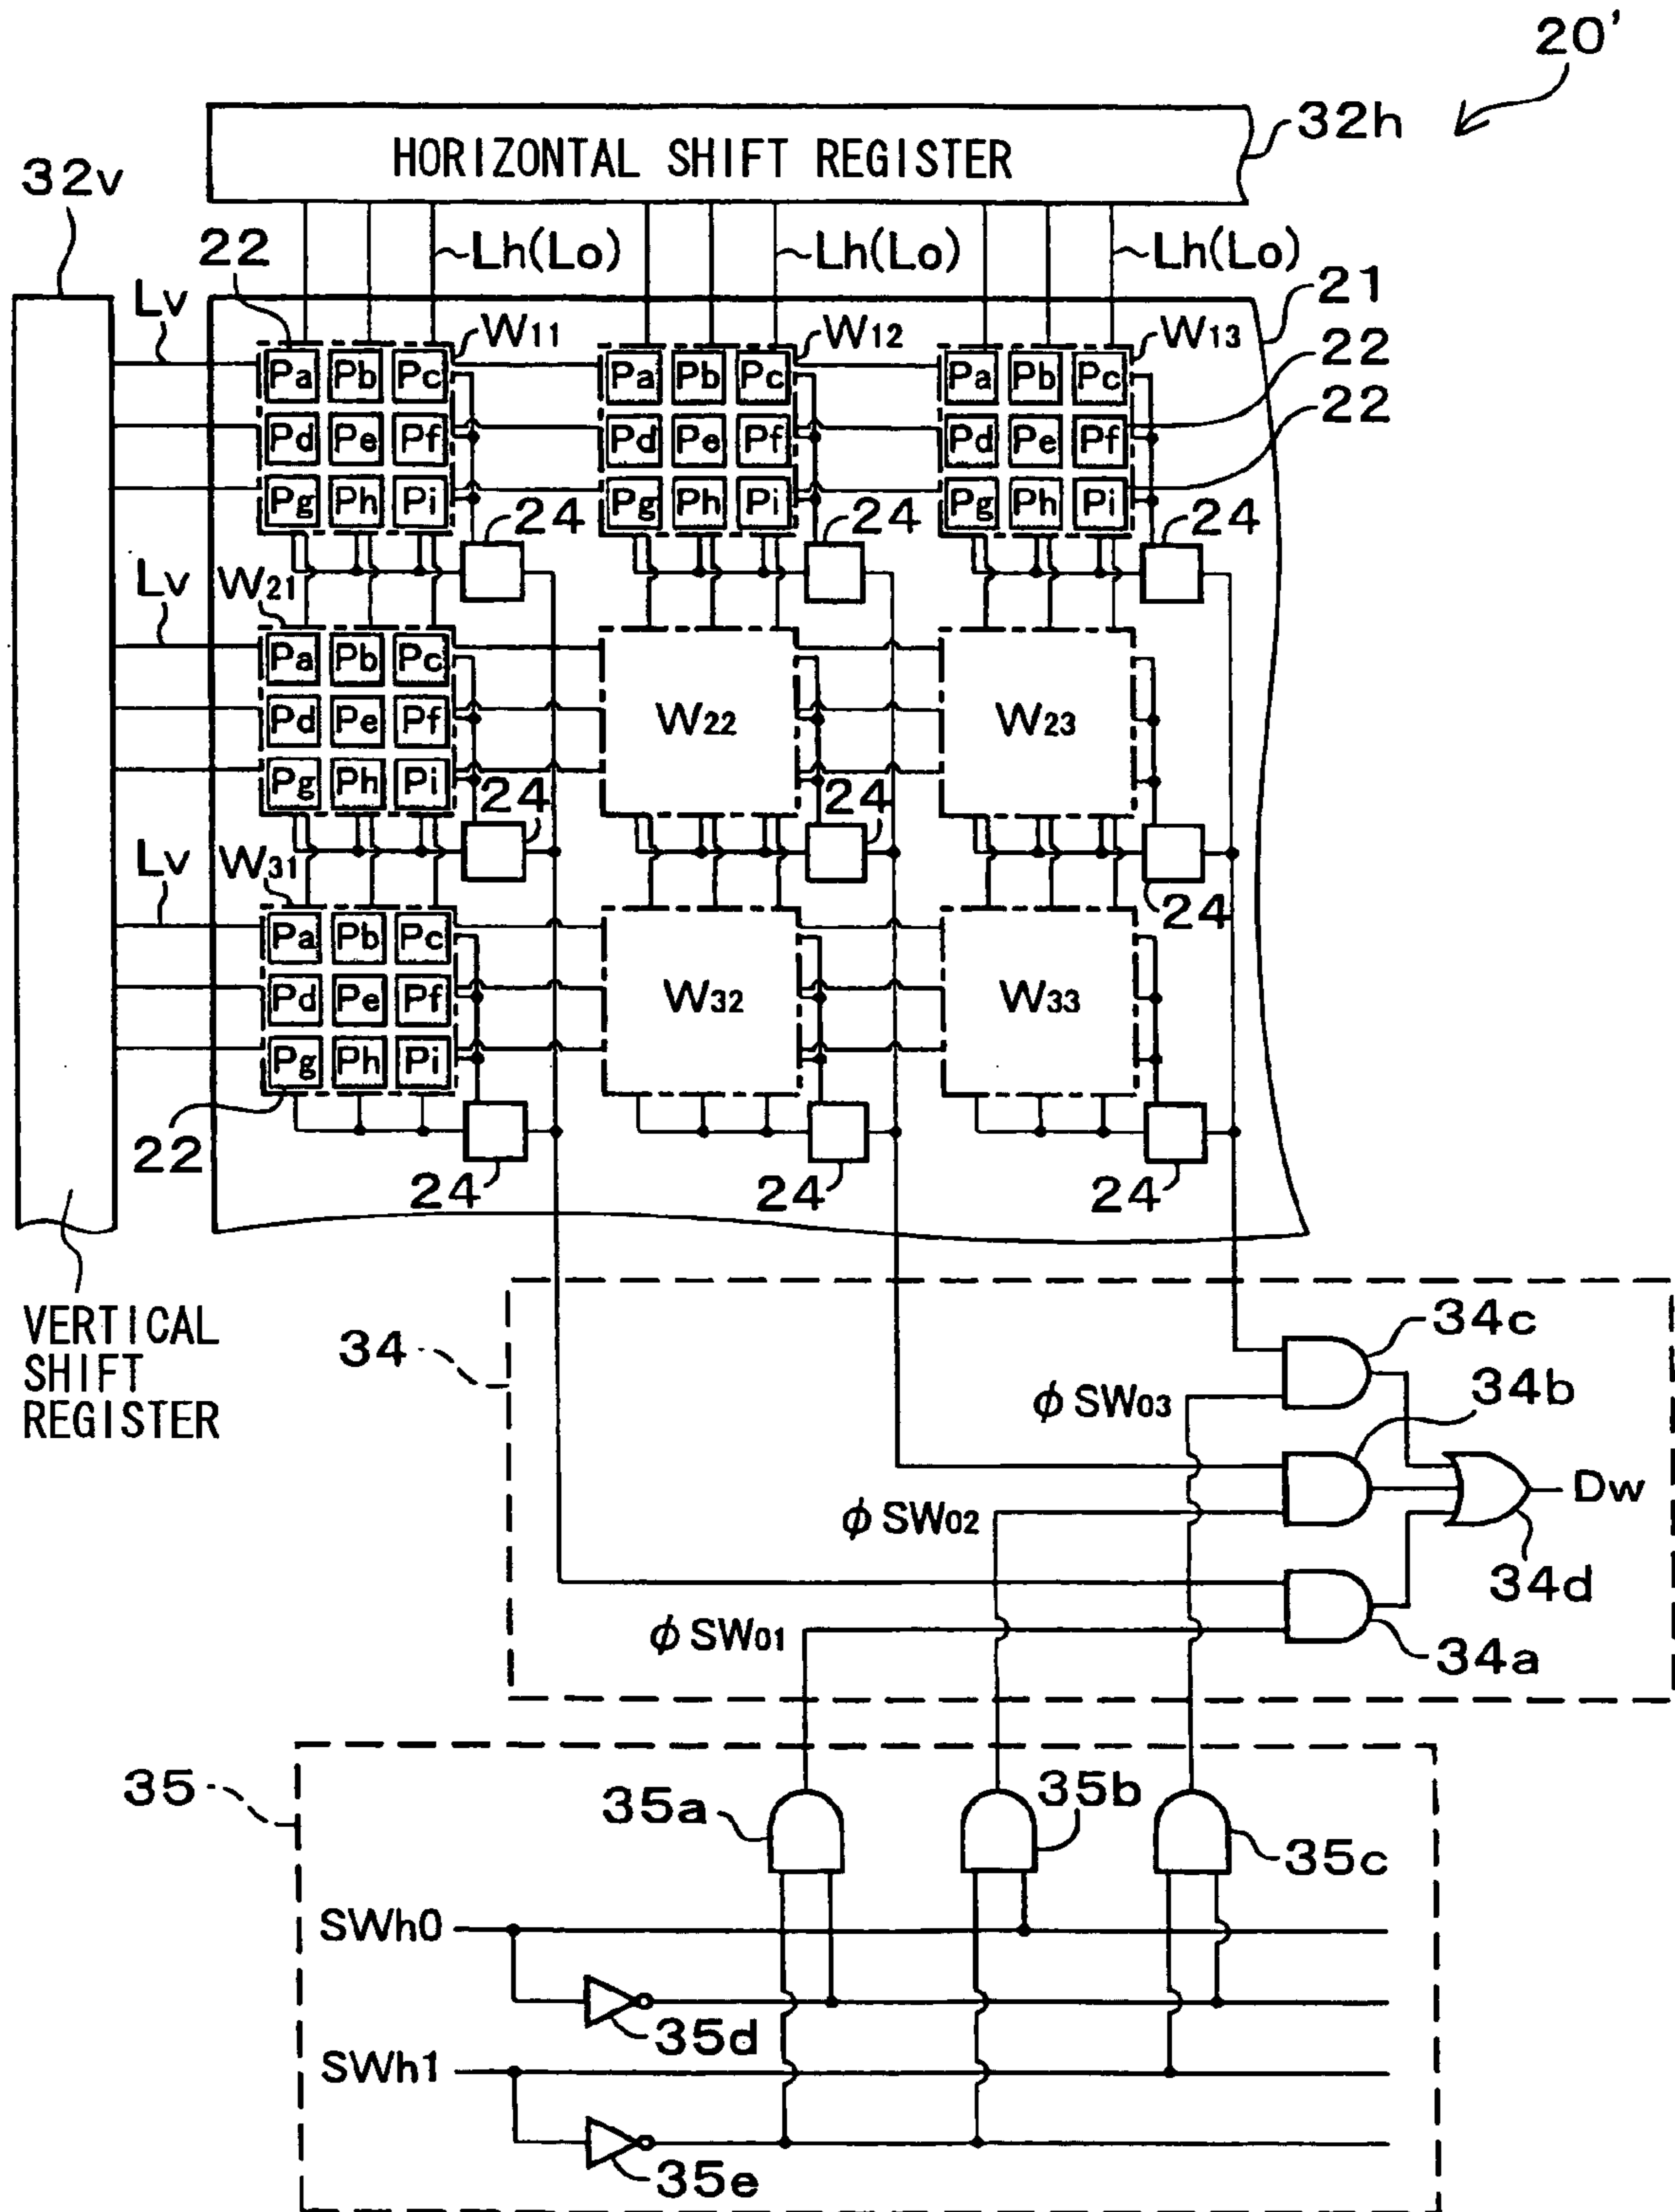 20'
HORIZONTAL SHIFT REGISTER
32h
32v
22
Lh(Lo)
Lh(Lo)
Lh(Lo)
21
Lv
W11
W12
W13
22
22
Pa Pb Pc
Pd Pe Pf
Pg Ph Pi
Pa Pb Pc
Pd Pe Pf
Pg Ph Pi
Pa Pb Pc
Pd Pe Pf
Pg Ph Pi
24
24
24
Lv
W21
Pa Pb Pc
Pd Pe Pf
Pg Ph Pi
W22
W23
24
24
24
Lv
W31
Pa Pb Pc
Pd Pe Pf
Pg Ph Pi
W32
W33
22
24
24
24
VERTICAL
SHIFT
REGISTER
34
34c
φSW03
34b
φSW02
Dw
34d
φSW01
34a
35
35a
35b
35c
SWh0
35d
SWh1
35e